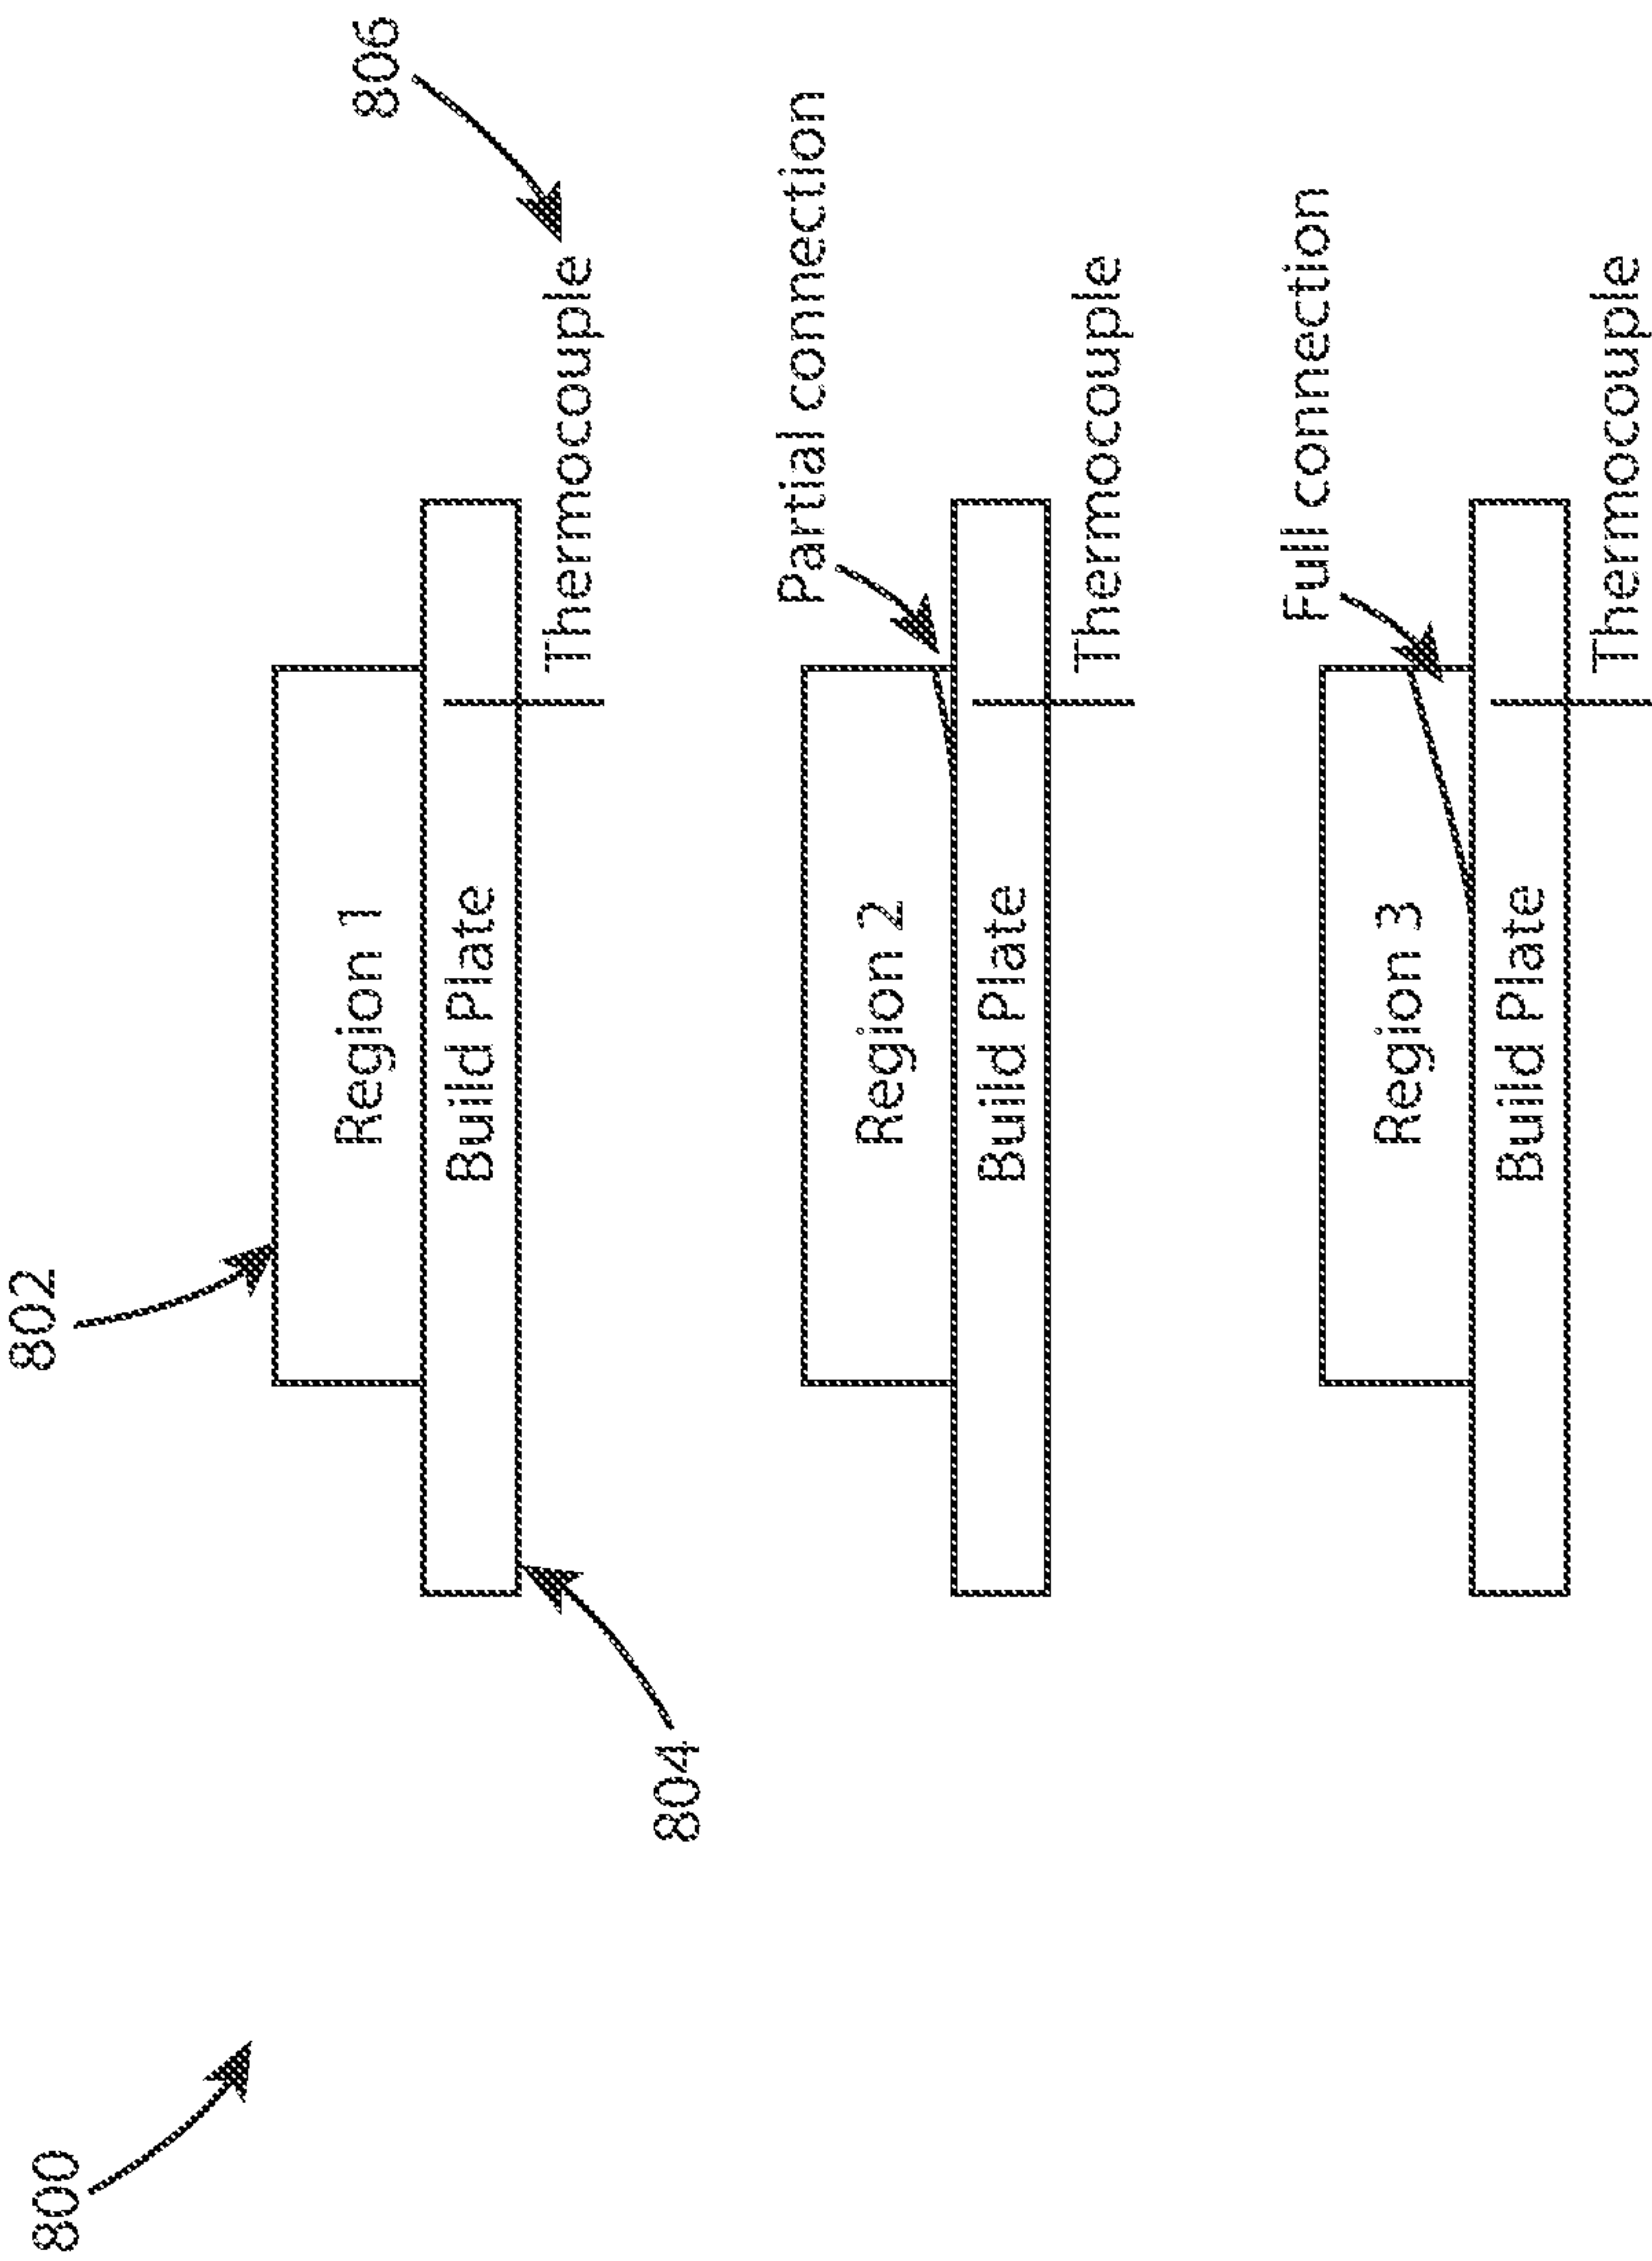 800
802
806
Region 1
Build Plate
Thermocouple
804
Partial connection
Region 2
Build Plate
Thermocouple
Full connection
Region 3
Build Plate
Thermocouple